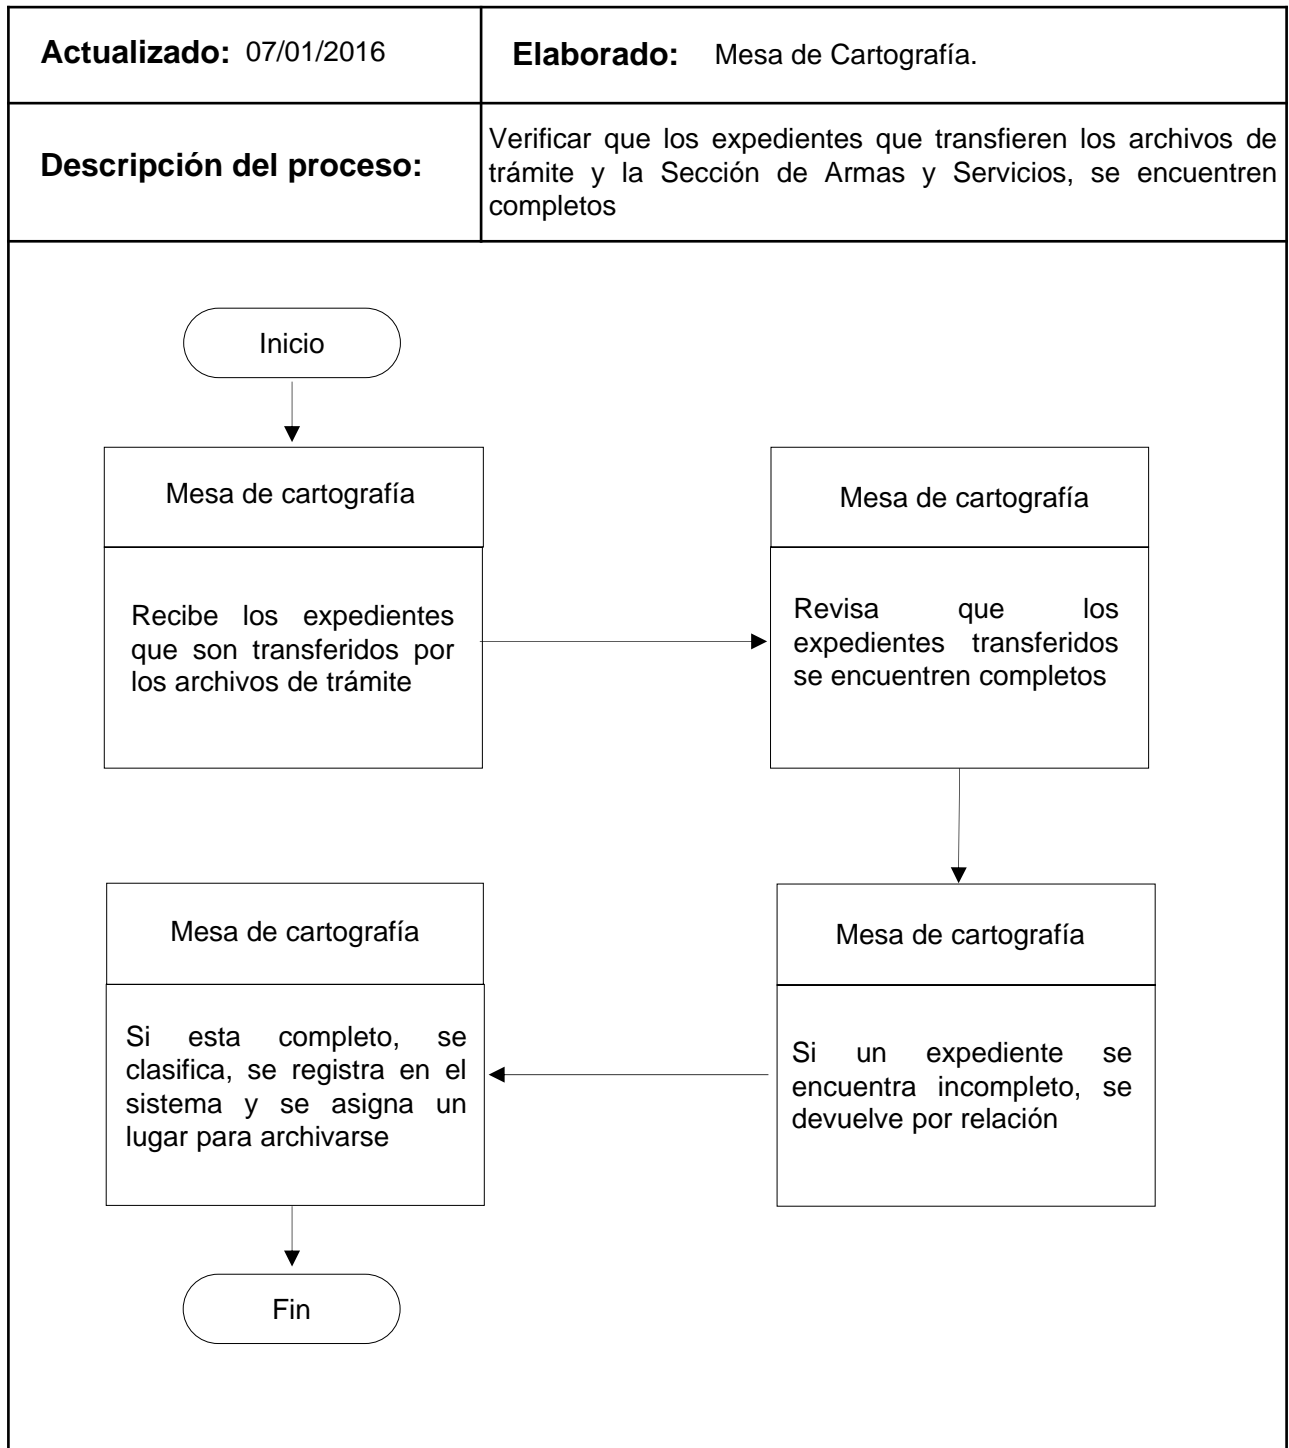 Actualizado: 07/01/2016
Elaborado: Mesa de Cartografía.
Descripción del proceso:
Verificar que los expedientes que transfieren los archivos de
trámite y la Sección de Armas y Servicios, se encuentren
completos
Inicio
Mesa de cartografía
Recibe los expedientes
que son transferidos por
los archivos de trámite
Mesa de cartografía
Revisa que los
expedientes transferidos
se encuentren completos
Mesa de cartografía
Si un expediente se
encuentra incompleto, se
devuelve por relación
Mesa de cartografía
Si esta completo, se
clasifica, se registra en el
sistema y se asigna un
lugar para archivarse
Fin